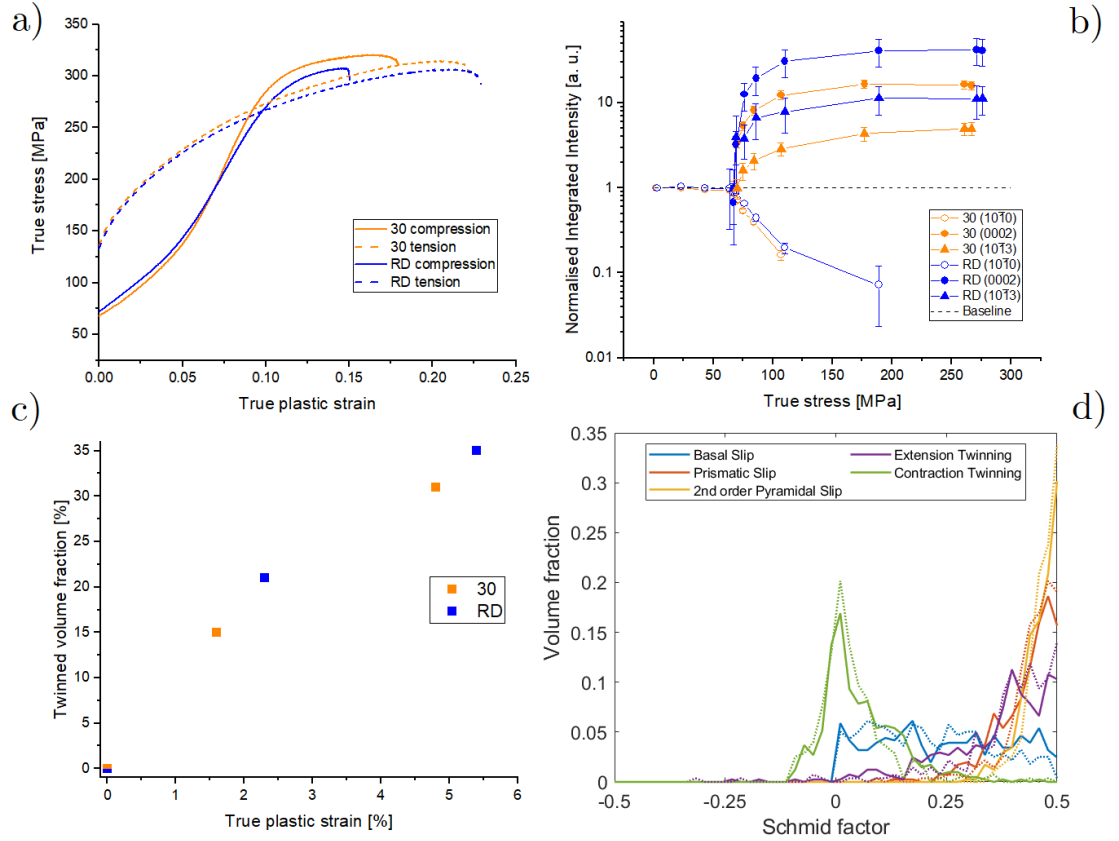 a)
True stress [MPa]
350
300
250
200
150
100
50
0.00
0.05
0.10
0.15
0.20
0.25
True plastic strain
30 compression
30 tension
RD compression
RD tension
b)
Normalised Integrated Intensity [a. u.]
10
1
0.1
0.01
0
50
100
150
200
250
300
True stress [MPa]
30 (101̄0)
30 (0002)
30 (101̄3)
RD (101̄0)
RD (0002)
RD (101̄3)
Baseline
c)
Twinned volume fraction [%]
35
30
25
20
15
10
5
0
0
1
2
3
4
5
6
True plastic strain [%]
30
RD
d)
Volume fraction
0.35
0.3
0.25
0.2
0.15
0.1
0.05
0
-0.5
-0.25
0
0.25
0.5
Schmid factor
Basal Slip
Prismatic Slip
2nd order Pyramidal Slip
Extension Twinning
Contraction Twinning